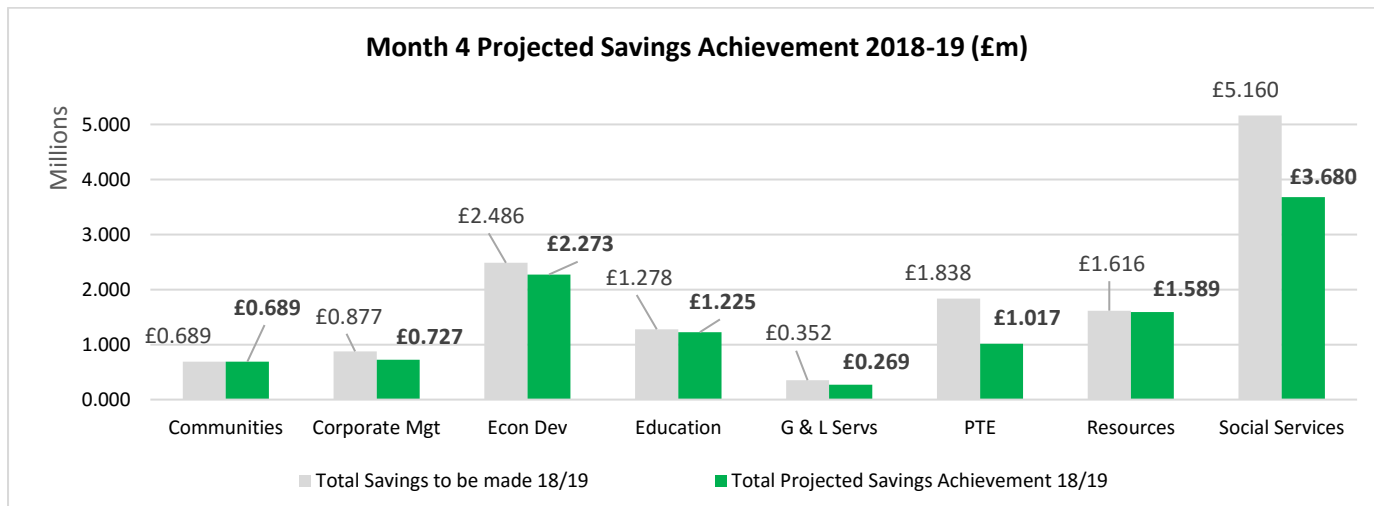 Month 4 Projected Savings Achievement 2018-19 (£m)
Millions
5.000
4.000
3.000
2.000
1.000
0.000
£0.689
£0.689
£0.877
£0.727
£2.486
£2.273
£1.278
£1.225
£0.352
£0.269
£1.838
£1.017
£1.616
£1.589
£5.160
£3.680
Communities
Corporate Mgt
Econ Dev
Education
G & L Servs
PTE
Resources
Social Services
Total Savings to be made 18/19
Total Projected Savings Achievement 18/19